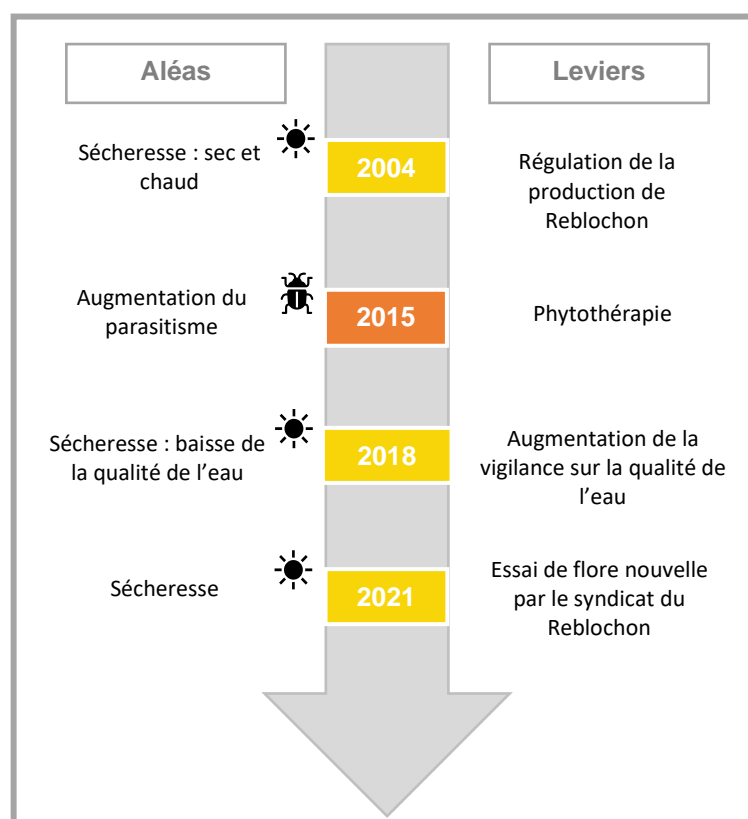 Aléas
Leviers
Sécheresse : sec et
chaud
2004
Régulation de la
production de
Reblochon
Augmentation du
parasitisme
2015
Phytothérapie
Sécheresse : baisse de
la qualité de l’eau
2018
Augmentation de la
vigilance sur la qualité de
l’eau
Sécheresse
2021
Essai de flore nouvelle
par le syndicat du
Reblochon